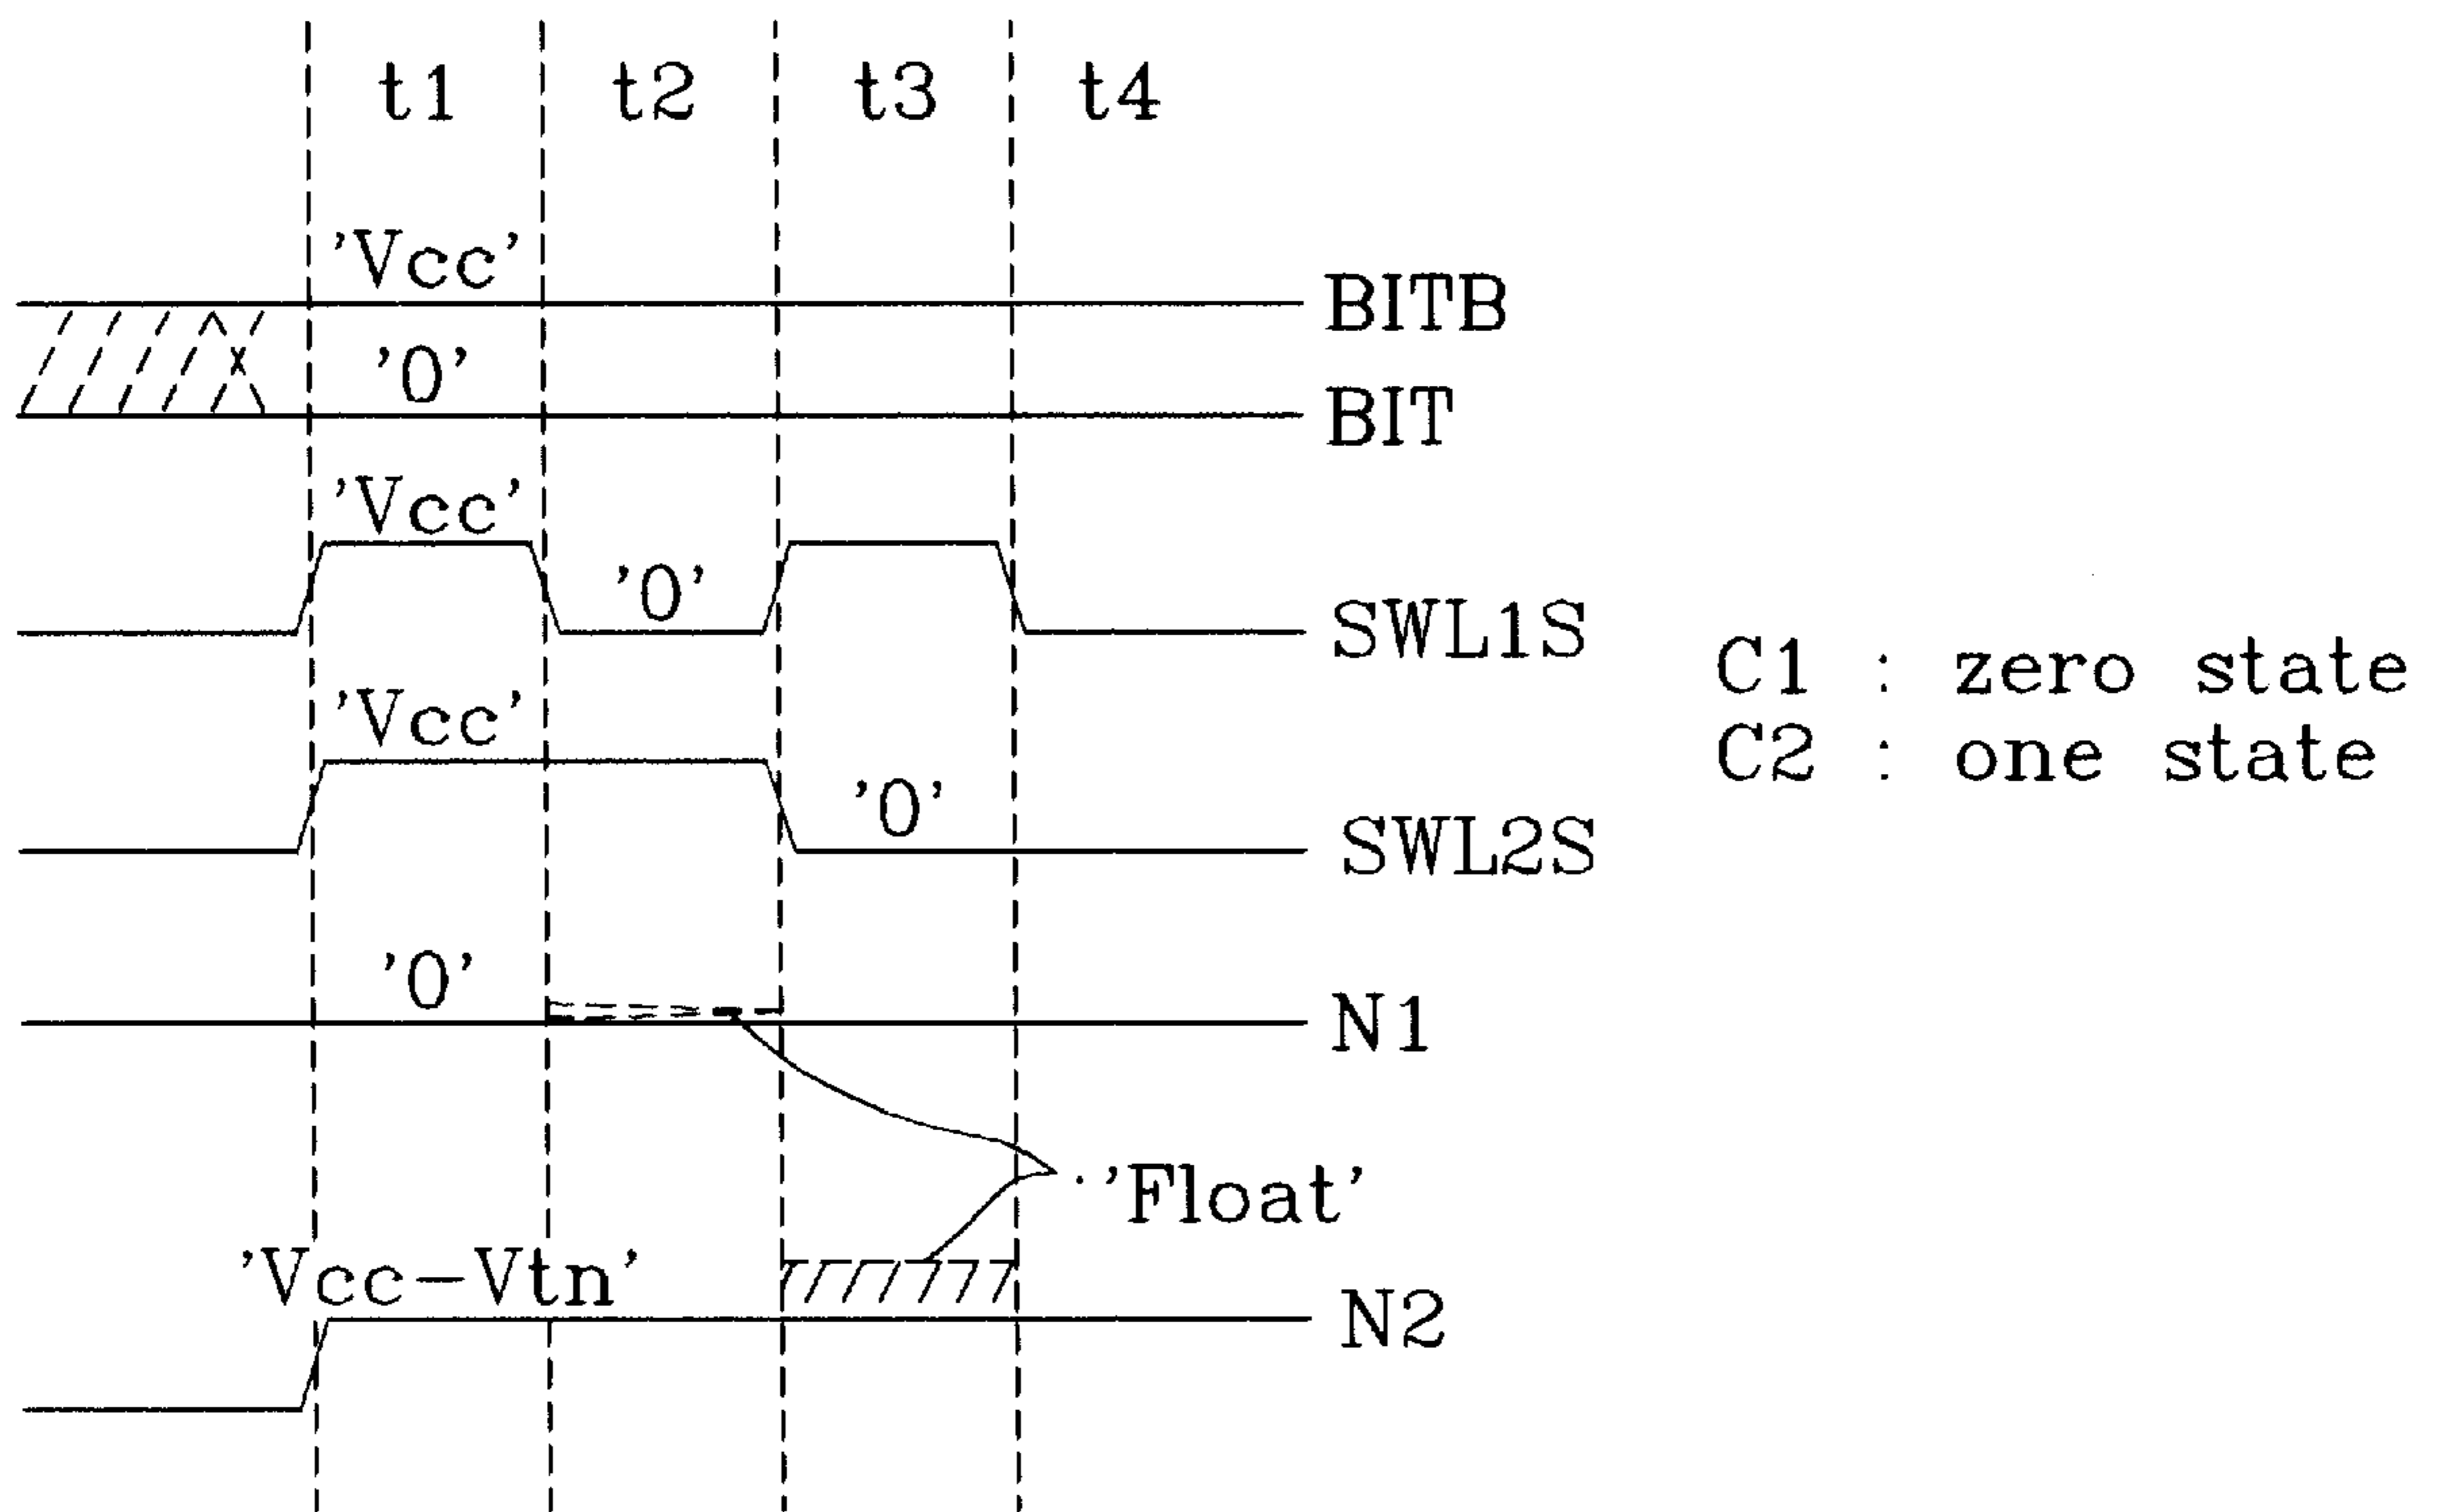 t1 t2 t3 t4
'Vcc'
BITB
'0'
BIT
'Vcc'
'0'
SWL1S
C1 : zero state
'Vcc'
C2 : one state
'0'
SWL2S
'0'
N1
'Float'
'Vcc-Vtn'
N2